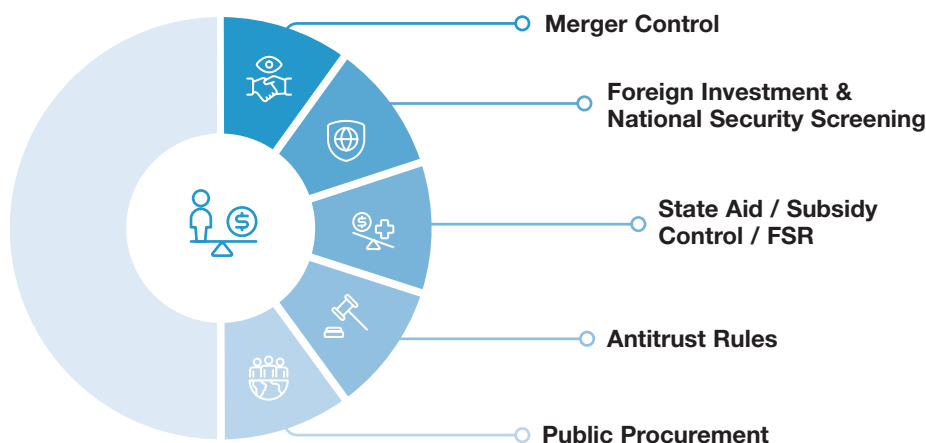 Merger Control
Foreign Investment &
National Security Screening
State Aid / Subsidy
Control / FSR
Antitrust Rules
Public Procurement